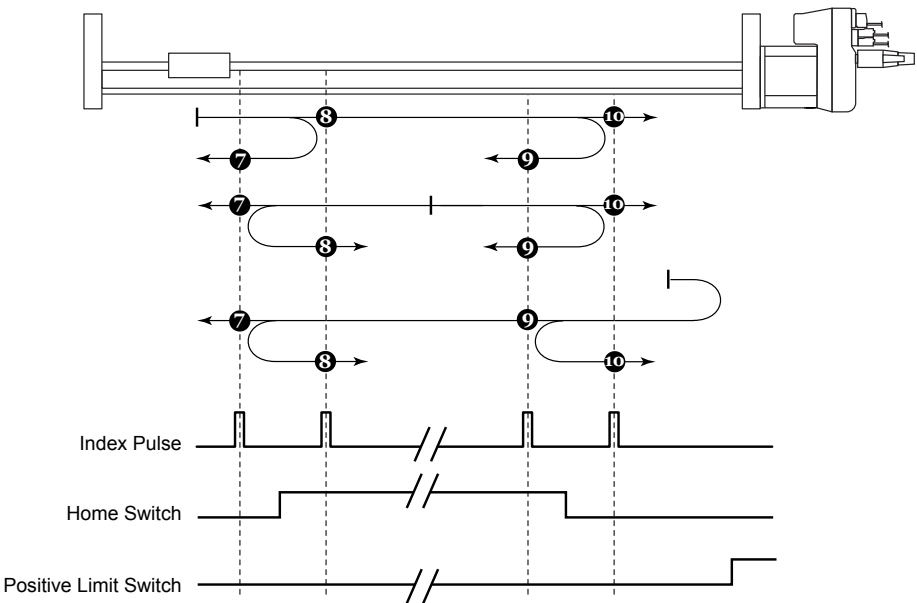 8 10
7 9
7 10
8 9
7 9
8 10
Index Pulse
Home Switch
Positive Limit Switch